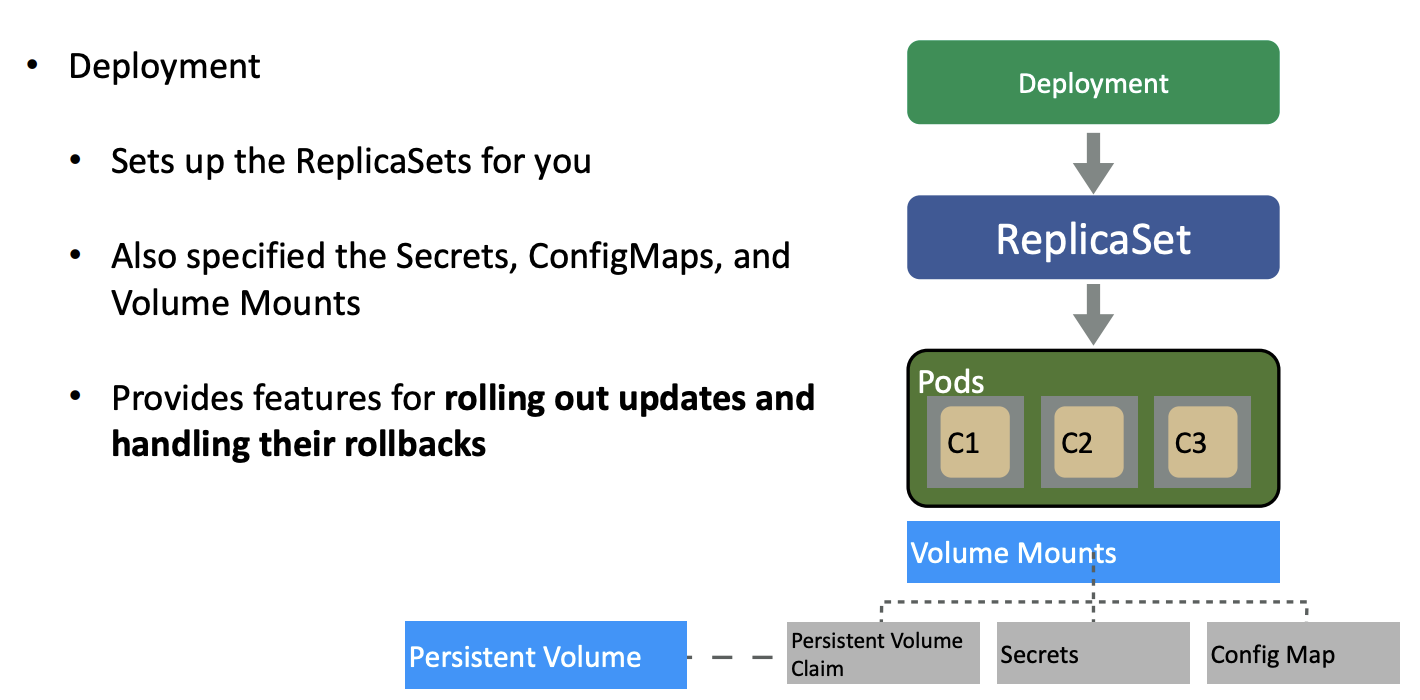 Deployment
Sets up the ReplicaSets for you
Also specified the Secrets, ConfigMaps, and
Volume Mounts
Provides features for rolling out updates and
handling their rollbacks
Deployment
ReplicaSet
Pods
C1
C2
C3
Volume Mounts
Persistent Volume
Persistent Volume
Claim
Secrets
Config Map